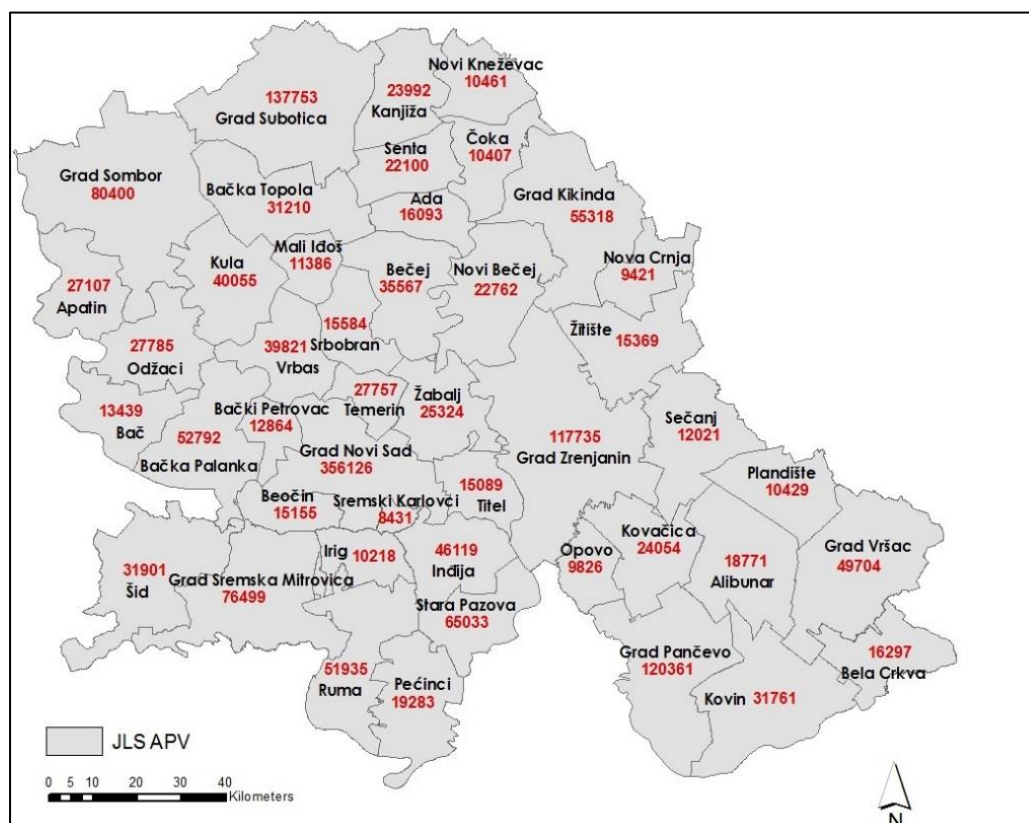 Novi Kneževac
10461
23992
Kanjiža
137753
Grad Subotica
Čoka
10407
Senta
22100
Grad Sombor
80400
Bačka Topola
31210
Ada
16093
Grad Kikinda
55318
Mali Iđoš
11386
Kula
40055
Bečej
35567
Novi Bečej
22762
Nova Crnja
9421
27107
Apatin
15584
Srbobran
Žitište
15369
27785
Odžaci
39821
Vrbas
27757
Temerin
Žabalj
25324
13439
Bač
Bački Petrovac
12864
52792
Bačka Palanka
Grad Novi Sad
356126
117735
Grad Zrenjanin
Sečanj
12021
Plandište
10429
Beočin
15155
Sremski Karlovci
8431
15089
Titel
Irig 10218
46119
Inđija
Opovo
9826
Kovačica
24054
18771
Alibunar
Grad Vršac
49704
31901
Šid
Grad Sremska Mitrovica
76499
Stara Pazova
65033
Grad Pančevo
120361
16297
Bela Crkva
51935
Ruma
Pećinci
19283
Kovin 31761
JLS APV
0 5 10 20 30 40
Kilometers
N